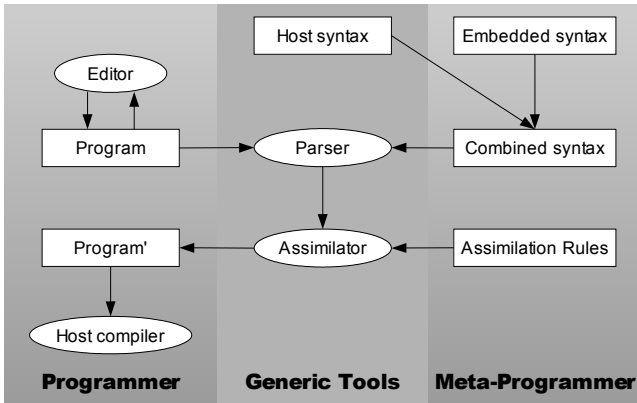 Host syntax
Embedded syntax
Editor
Program
Parser
Combined syntax
Program'
Assimilator
Assimilation Rules
Host compiler
Programmer
Generic Tools
Meta-Programmer